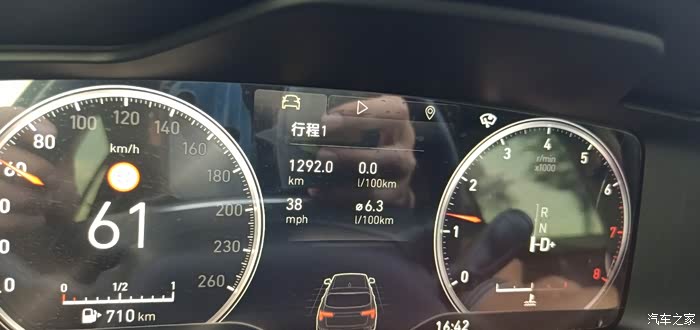 80 100 120 140 160 180 200 230 260
km/h
61
0 1/2 1
710 km
行程1
1292.0 0.0
km l/100km
38 ⌀6.3
mph l/100km
0 1 2 3 4 5 6 7 8
r/min
x1000
R
N
D+
16:42
汽车之家